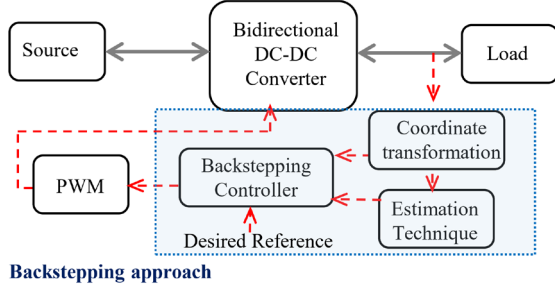 Source
Bidirectional
DC-DC
Converter
Load
Coordinate
transformation
Backstepping
Controller
PWM
Estimation
Technique
Desired Reference
Backstepping approach